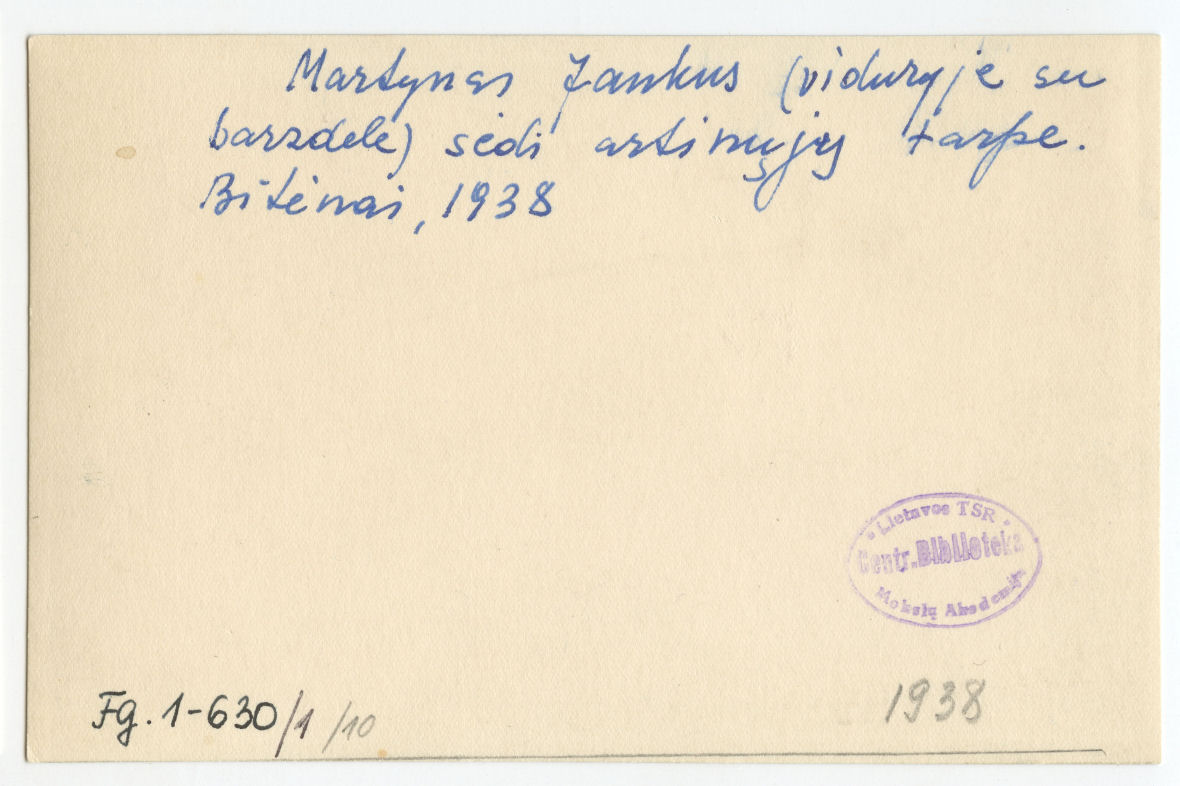 Martynas Jankus (viduryje su
barzdele) sėdi artimųjų tarpe.
Bitėnai, 1938
Lietuvos TSR
Centr. Biblioteka
Mokslų Akademija
1938
Fg. 1-630/1 /10